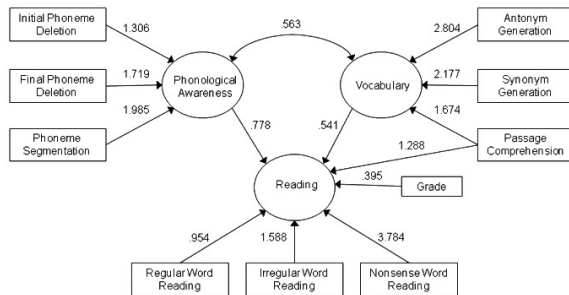 Initial Phoneme
Deletion
1.306
.563
2.804
Antonym
Generation
Final Phoneme
Deletion
1.719
Phonological
Awareness
Vocabulary
2.177
Synonym
Generation
Phoneme
Segmentation
1.985
1.674
Passage
Comprehension
.778
.541
1.288
Reading
.395
Grade
.954
1.588
3.784
Regular Word
Reading
Irregular Word
Reading
Nonsense Word
Reading